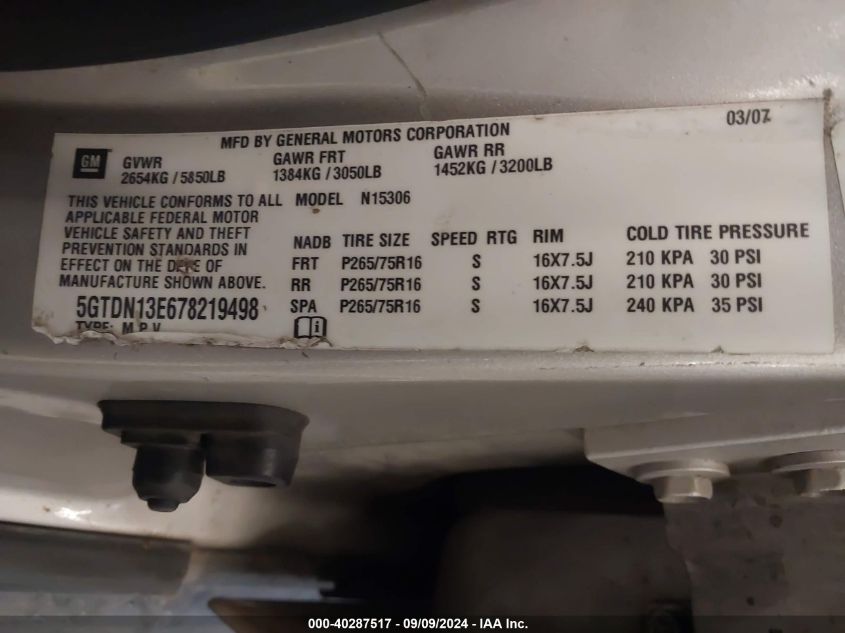 MFD BY GENERAL MOTORS CORPORATION 03/07
GM GVWR GAWR FRT GAWR RR
2654KG / 5850LB 1384KG / 3050LB 1452KG / 3200LB
THIS VEHICLE CONFORMS TO ALL MODEL N15306
APPLICABLE FEDERAL MOTOR
VEHICLE SAFETY AND THEFT
PREVENTION STANDARDS IN
EFFECT ON THE DATE OF
MANUFACTURE SHOWN ABOVE.
5GTDN13E678219498
TYPE: M.P.V.
NADB TIRE SIZE SPEED RTG RIM COLD TIRE PRESSURE
FRT P265/75R16 S 16X7.5J 210 KPA 30 PSI
RR P265/75R16 S 16X7.5J 210 KPA 30 PSI
SPA P265/75R16 S 16X7.5J 240 KPA 35 PSI
000-40287517 - 09/09/2024 - IAA Inc.